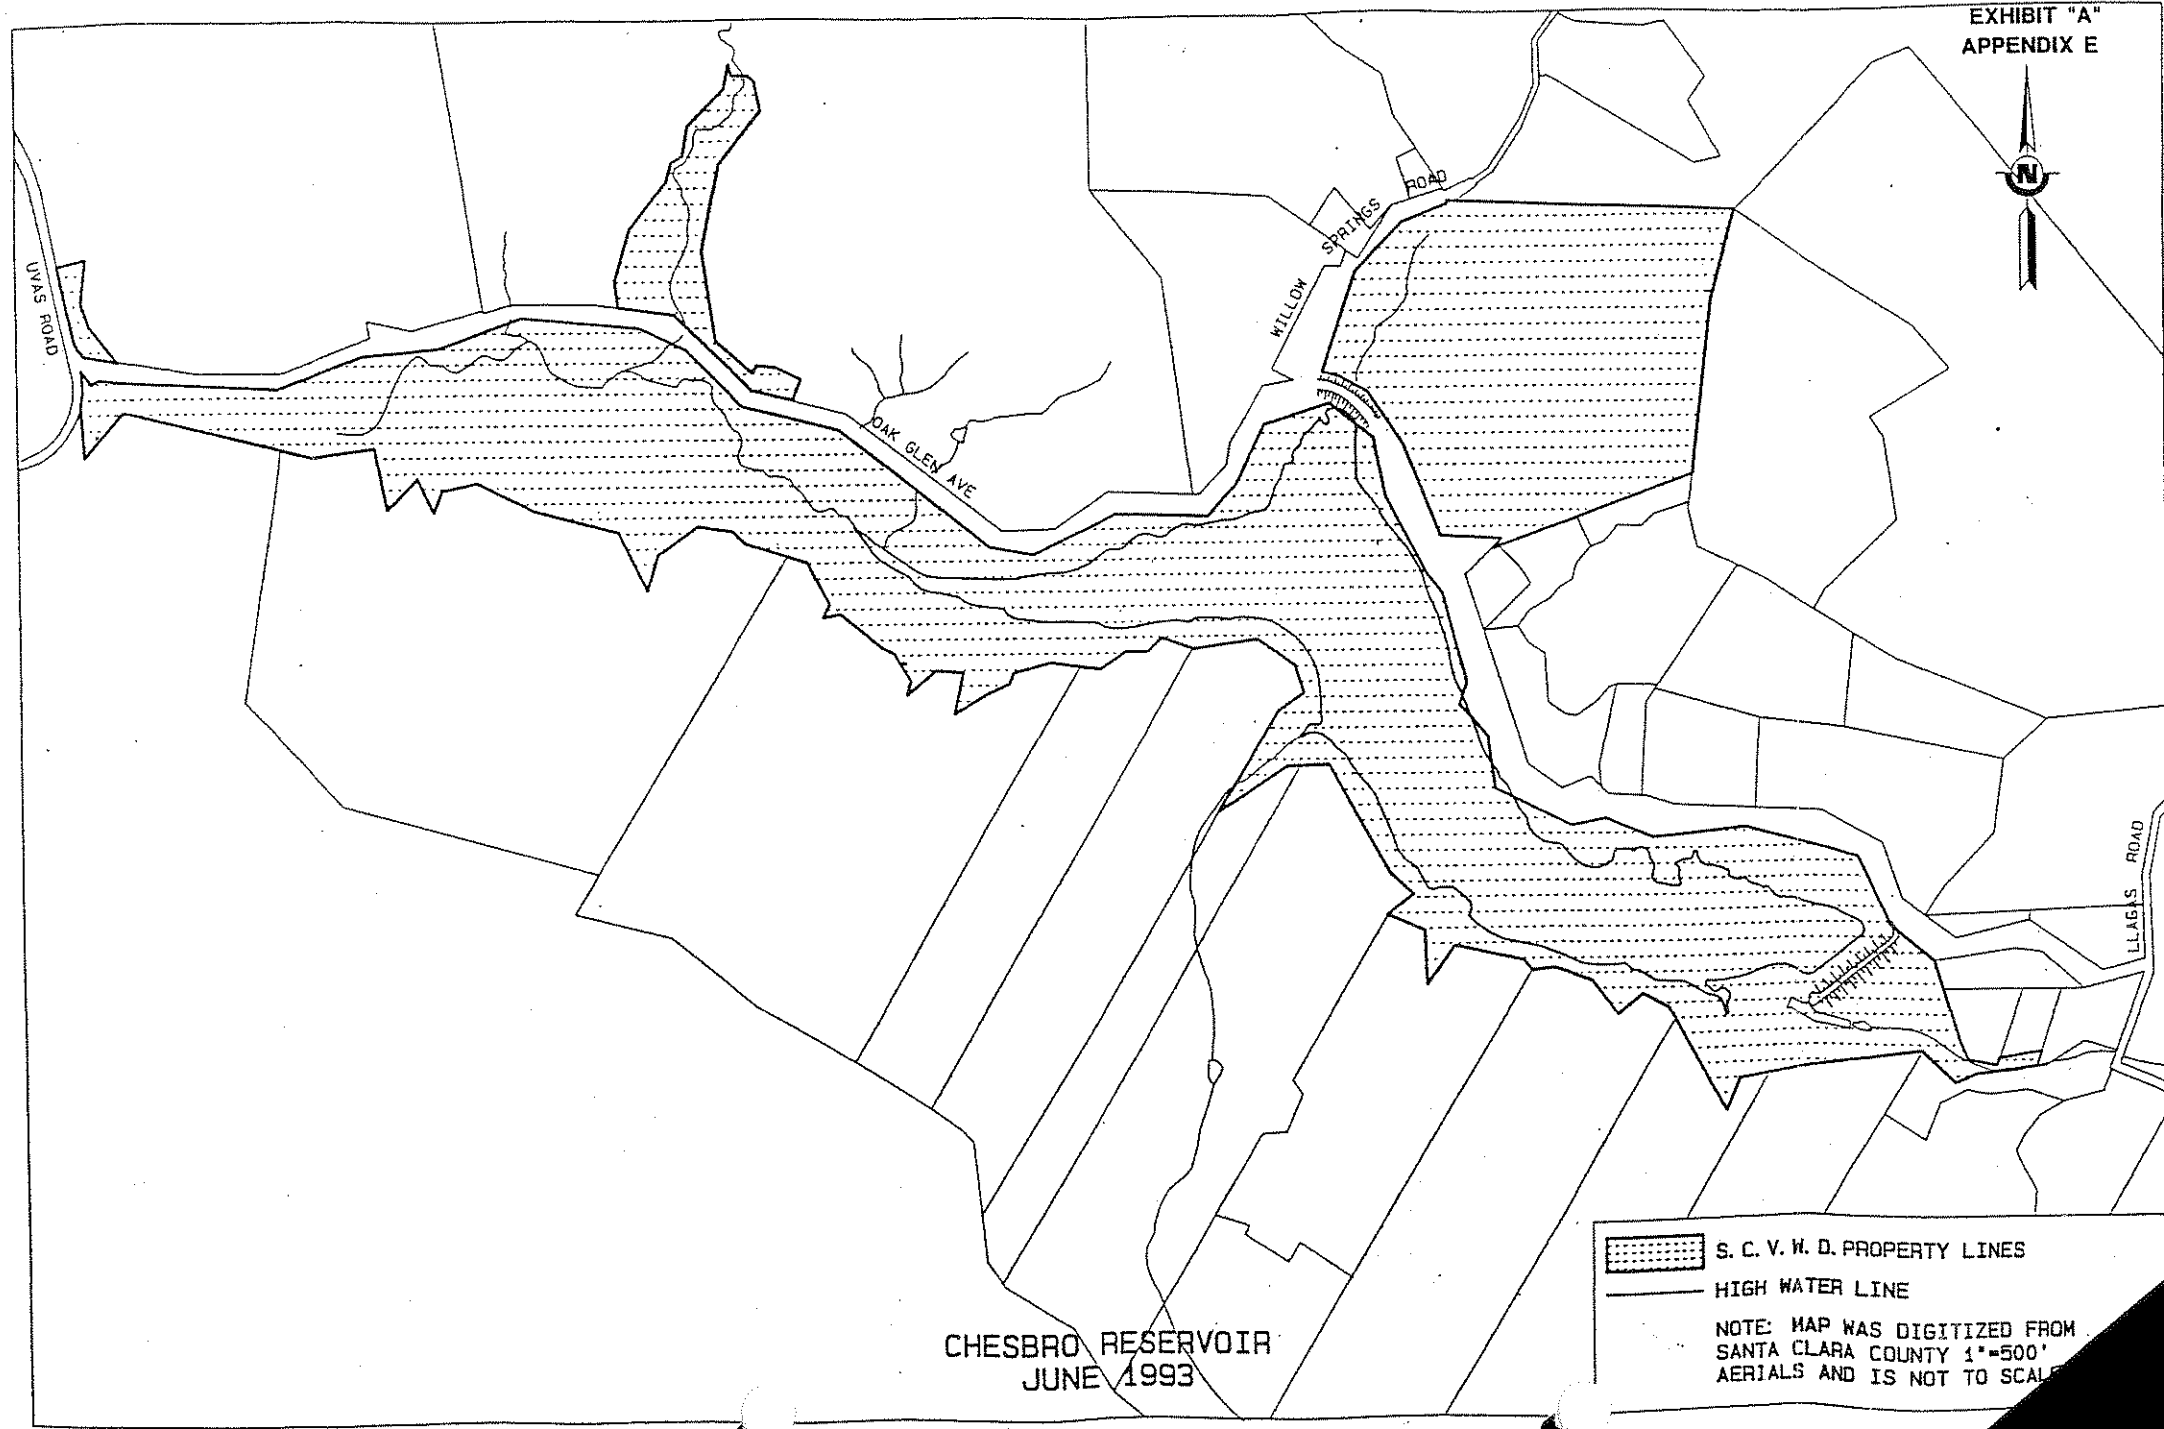 EXHIBIT "A"
APPENDIX E
N
UVAS ROAD
WILLOW
SPRINGS
ROAD
OAK GLEN AVE
LLAGAS ROAD
S. C. V. W. D. PROPERTY LINES
HIGH WATER LINE
NOTE: MAP WAS DIGITIZED FROM
SANTA CLARA COUNTY 1"=500'
AERIALS AND IS NOT TO SCALE
CHESBRO RESERVOIR
JUNE 1993